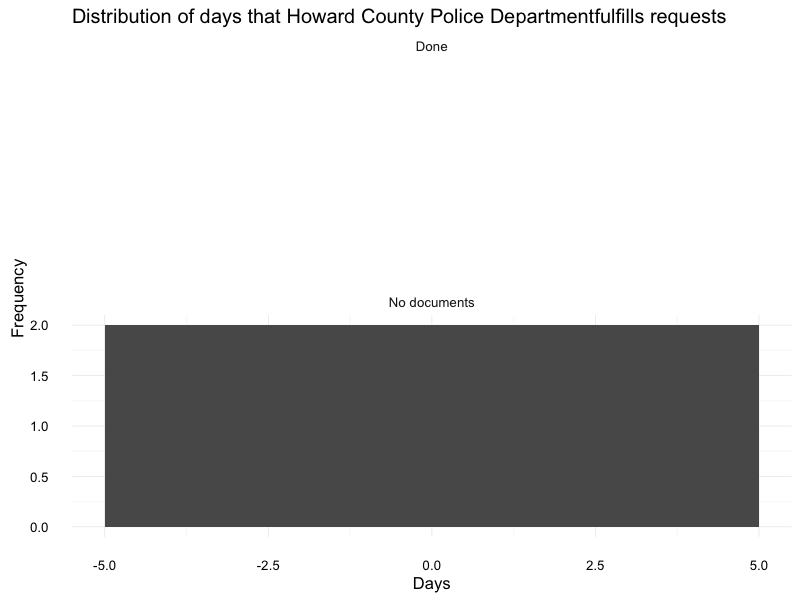 Distribution of days that Howard County Police Departmentfulfills requests
Done
No documents
Frequency
2.0
1.5
1.0
0.5
0.0
-5.0 -2.5 0.0 2.5 5.0
Days